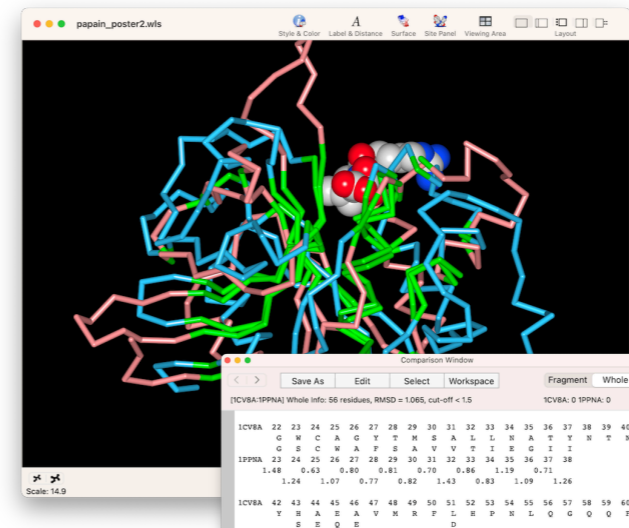 papain_poster2.wls
Style & Color Label & Distance Surface Site Panel Viewing Area Layout
Scale: 14.9
Comparison Window
Save As Edit Select Workspace Fragment Whole
[1CV8A:1PPNA] Whole Info: 56 residues, RMSD = 1.065, cut-off < 1.5 1CV8A: 0 1PPNA: 0
1CV8A 22 23 24 25 26 27 28 29 30 31 32 33 34 35 36 37 38 39 40
G W C A G Y T M S A L L N A T Y N T N
G S C W A F S A V V T I E G I I
1PPNA 23 24 25 26 27 28 29 30 31 32 33 34 35 36 37 38
1.48 0.63 0.80 0.81 0.70 0.86 1.19 0.71
1.24 1.07 0.77 0.82 1.43 0.83 1.09 1.26
1CV8A 42 43 44 45 46 47 48 49 50 51 52 53 54 55 56 57 58 59 60
Y H A E A V M R F L H P N L Q G Q Q
S E Q E D